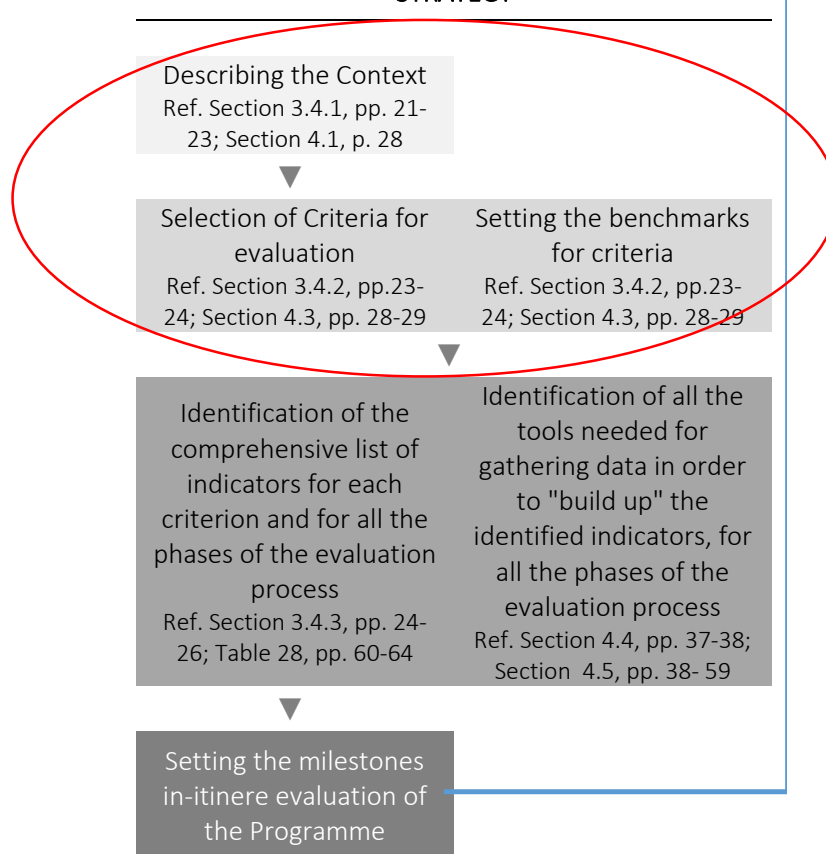 STRATEGY
Describing the Context
Ref. Section 3.4.1, pp. 21-
23; Section 4.1, p. 28
Selection of Criteria for
evaluation
Ref. Section 3.4.2, pp.23-
24; Section 4.3, pp. 28-29
Setting the benchmarks
for criteria
Ref. Section 3.4.2, pp.23-
24; Section 4.3, pp. 28-29
Identification of the
comprehensive list of
indicators for each
criterion and for all the
phases of the evaluation
process
Ref. Section 3.4.3, pp. 24-
26; Table 28, pp. 60-64
Identification of all the
tools needed for
gathering data in order
to "build up" the
identified indicators, for
all the phases of the
evaluation process
Ref. Section 4.4, pp. 37-38;
Section 4.5, pp. 38- 59
Setting the milestones
in-itinere evaluation of
the Programme